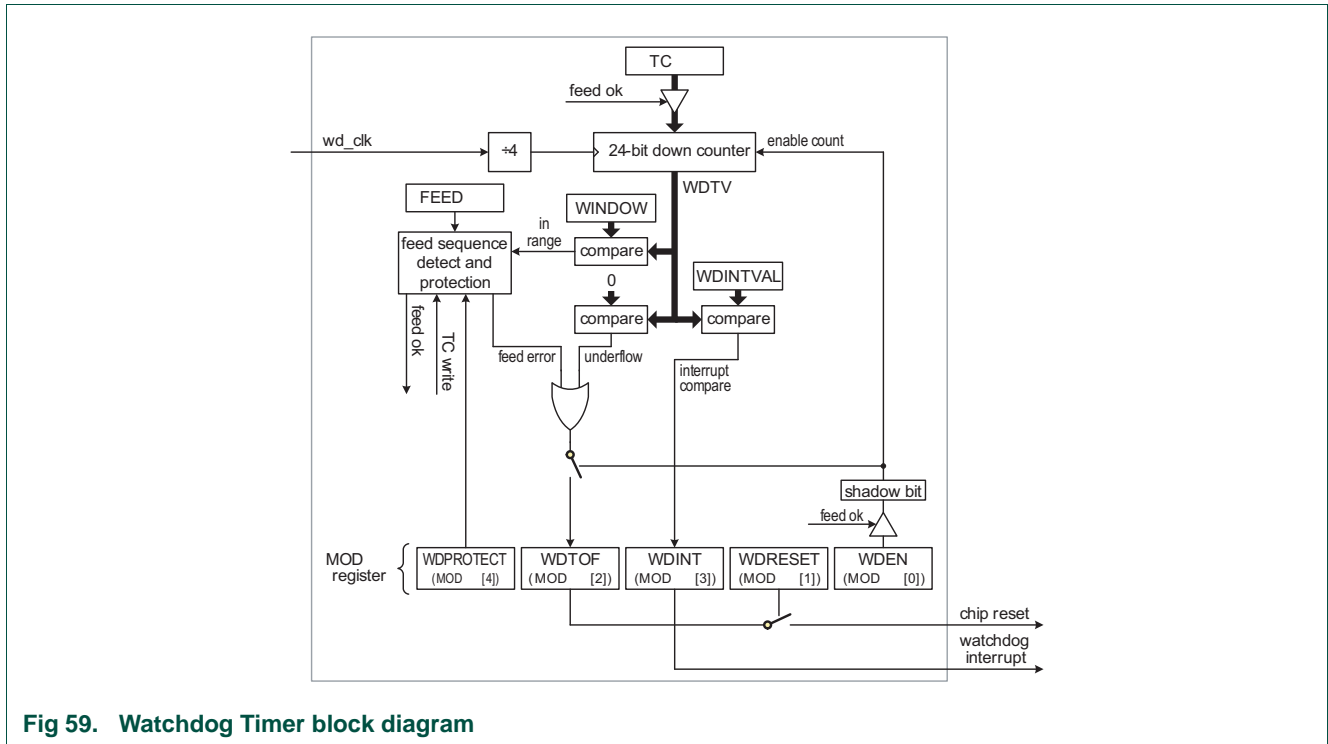 TC
feed ok
wd_clk
÷4
24-bit down counter
enable count
WDTV
FEED
WINDOW
in
range
compare
feed sequence
detect and
protection
WDINTVAL
0
compare
compare
feed ok
TC write
feed error
underflow
interrupt
compare
shadow bit
feed ok
MOD
register
WDPROTECT
(MOD [4])
WDTOF
(MOD [2])
WDINT
(MOD [3])
WDRESET
(MOD [1])
WDEN
(MOD [0])
chip reset
watchdog
interrupt
Fig 59. Watchdog Timer block diagram